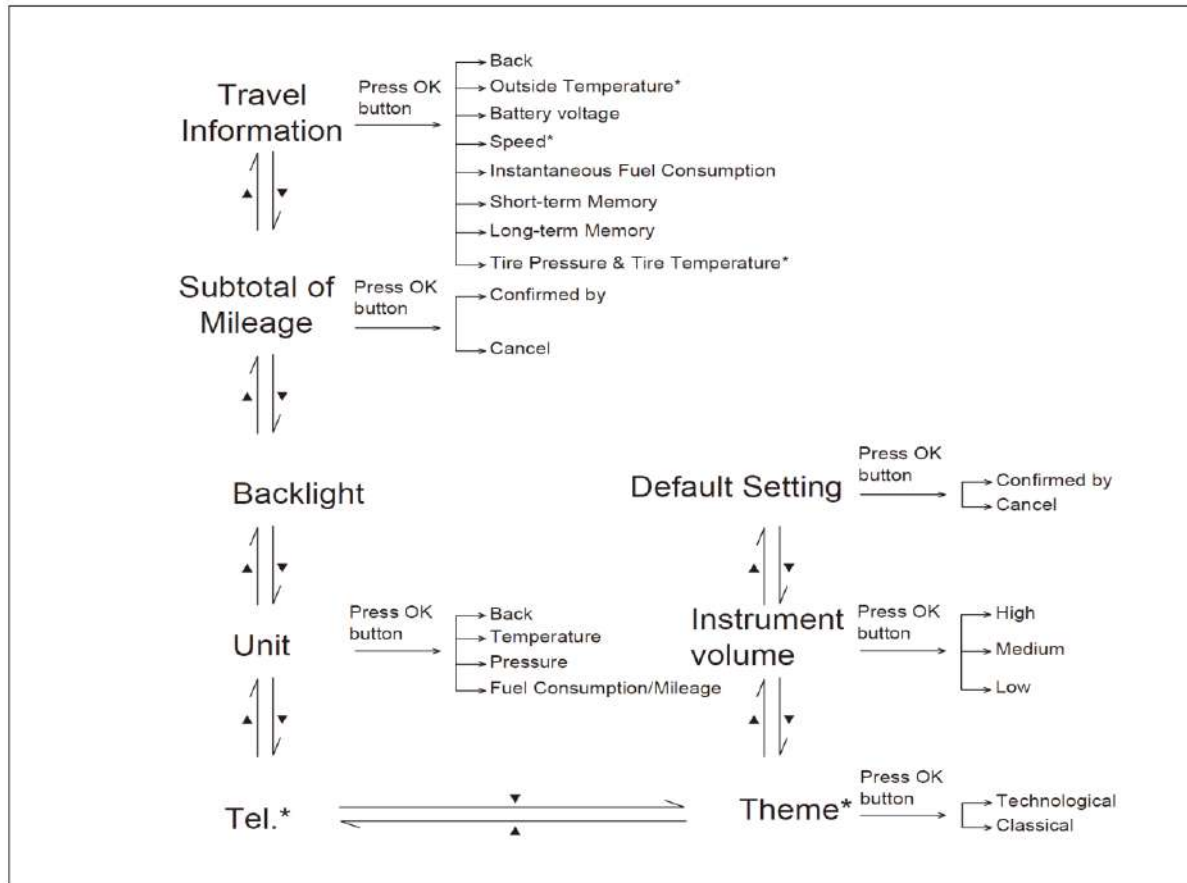 Travel
Information
Press OK
button
Back
Outside Temperature*
Battery voltage
Speed*
Instantaneous Fuel Consumption
Short-term Memory
Long-term Memory
Tire Pressure & Tire Temperature*
▲ ▼
Subtotal of
Mileage
Press OK
button
Confirmed by
Cancel
▲ ▼
Backlight
▲ ▼
Unit
Press OK
button
Back
Temperature
Pressure
Fuel Consumption/Mileage
▲ ▼
Tel.*
▼
▲
Default Setting
Press OK
button
Confirmed by
Cancel
▲ ▼
Instrument
volume
Press OK
button
High
Medium
Low
▲ ▼
Theme*
Press OK
button
Technological
Classical